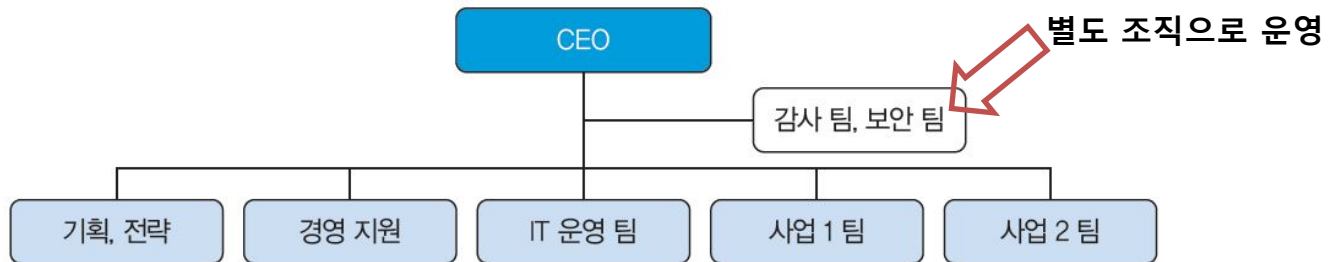 CEO
별도 조직으로 운영
감사 팀, 보안 팀
기획, 전략
경영 지원
IT 운영 팀
사업 1 팀
사업 2 팀